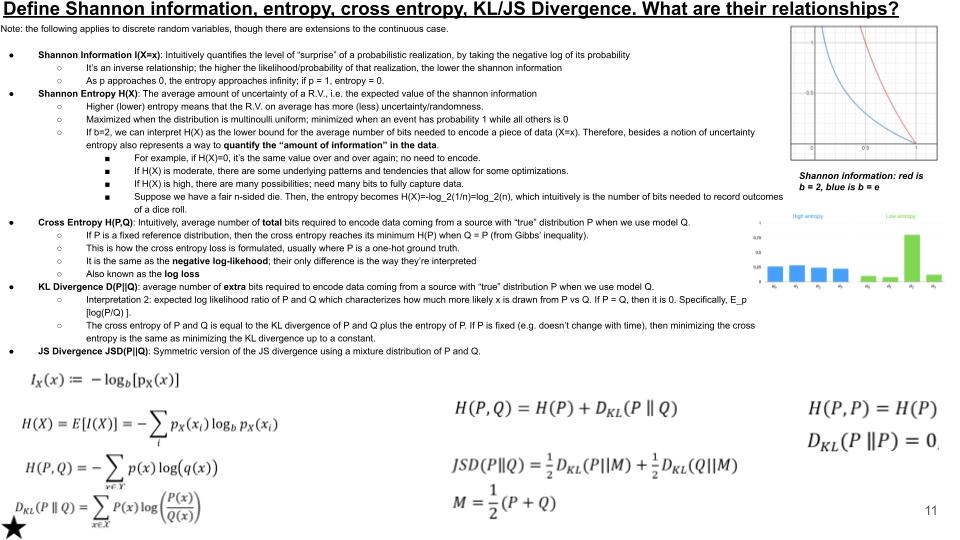 Define Shannon information, entropy, cross entropy, KL/JS Divergence. What are their relationships?
Note: the following applies to discrete random variables, though there are extensions to the continuous case.
● Shannon Information I(X=x): Intuitively quantifies the level of “surprise” of a probabilistic realization, by taking the negative log of its probability
○ It’s an inverse relationship; the higher the likelihood/probability of that realization, the lower the shannon information
○ As p approaches 0, the entropy approaches infinity; if p = 1, entropy = 0.
● Shannon Entropy H(X): The average amount of uncertainty of a R.V., i.e. the expected value of the shannon information
○ Higher (lower) entropy means that the R.V. on average has more (less) uncertainty/randomness.
○ Maximized when the distribution is multinoulli uniform; minimized when an event has probability 1 while all others is 0
○ If b=2, we can interpret H(X) as the lower bound for the average number of bits needed to encode a piece of data (X=x). Therefore, besides a notion of uncertainty
entropy also represents a way to quantify the “amount of information” in the data.
■ For example, if H(X)=0, it’s the same value over and over again; no need to encode.
■ If H(X) is moderate, there are some underlying patterns and tendencies that allow for some optimizations.
■ If H(X) is high, there are many possibilities; need many bits to fully capture data.
■ Suppose we have a fair n-sided die. Then, the entropy becomes H(X)=-log_2(1/n)=log_2(n), which intuitively is the number of bits needed to record outcomes
of a dice roll.
● Cross Entropy H(P,Q): Intuitively, average number of total bits required to encode data coming from a source with “true” distribution P when we use model Q.
○ If P is a fixed reference distribution, then the cross entropy reaches its minimum H(P) when Q = P (from Gibbs’ inequality).
○ This is how the cross entropy loss is formulated, usually where P is a one-hot ground truth.
○ It is the same as the negative log-likehood; their only difference is the way they’re interpreted
○ Also known as the log loss
● KL Divergence D(P||Q): average number of extra bits required to encode data coming from a source with “true” distribution P when we use model Q.
○ Interpretation 2: expected log likelihood ratio of P and Q which characterizes how much more likely x is drawn from P vs Q. If P = Q, then it is 0. Specifically, E_p
[log(P/Q) ].
○ The cross entropy of P and Q is equal to the KL divergence of P and Q plus the entropy of P. If P is fixed (e.g. doesn’t change with time), then minimizing the cross
entropy is the same as minimizing the KL divergence up to a constant.
● JS Divergence JSD(P||Q): Symmetric version of the JS divergence using a mixture distribution of P and Q.
1
0.5
0
0.5
1
Shannon information: red is
b = 2, blue is b = e
High entropy
Low entropy
1
0.75
0.5
0.25
0
I_X(x) ≔ −log_b[p_X(x)]
H(X) = E[I(X)] = −∑_i p_X(x_i) log_b p_X(x_i)
H(P,Q) = −∑_{x∈𝒳} p(x) log(q(x))
D_KL(P ∥ Q) = ∑_{x∈𝒳} P(x) log(P(x)/Q(x))
H(P,Q) = H(P) + D_KL(P ∥ Q)
JSD(P||Q) = 1/2 D_KL(P||M) + 1/2 D_KL(Q||M)
M = 1/2 (P + Q)
H(P,P) = H(P)
D_KL(P ∥P) = 0
11